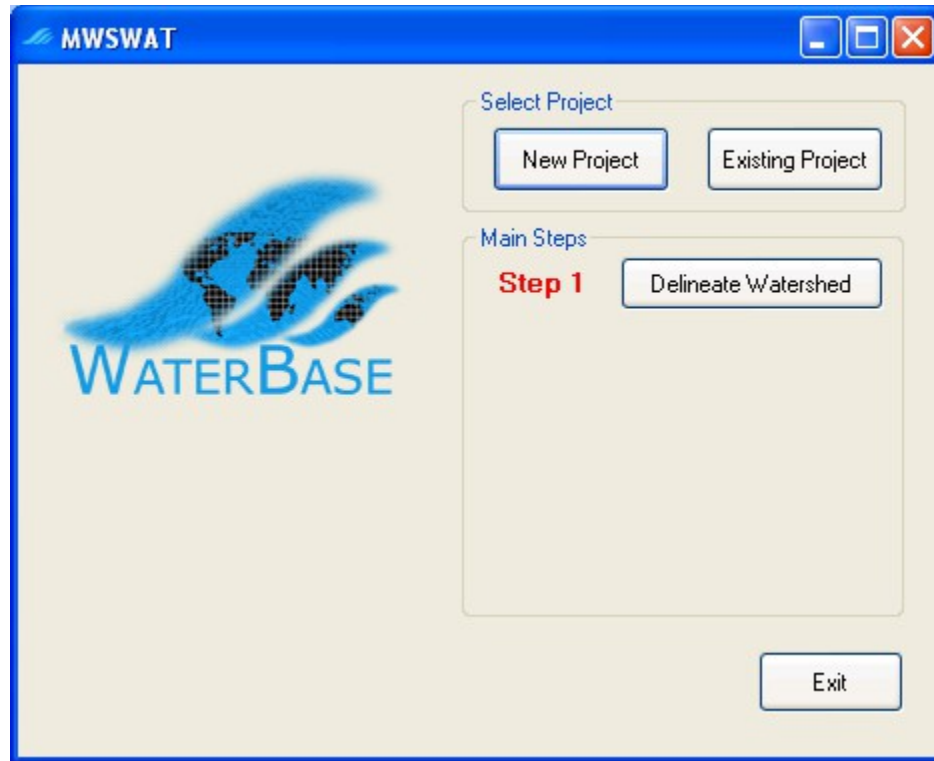 MWSWAT
Select Project
New Project Existing Project
Main Steps
Step 1 Delineate Watershed
WATERBASE
Exit